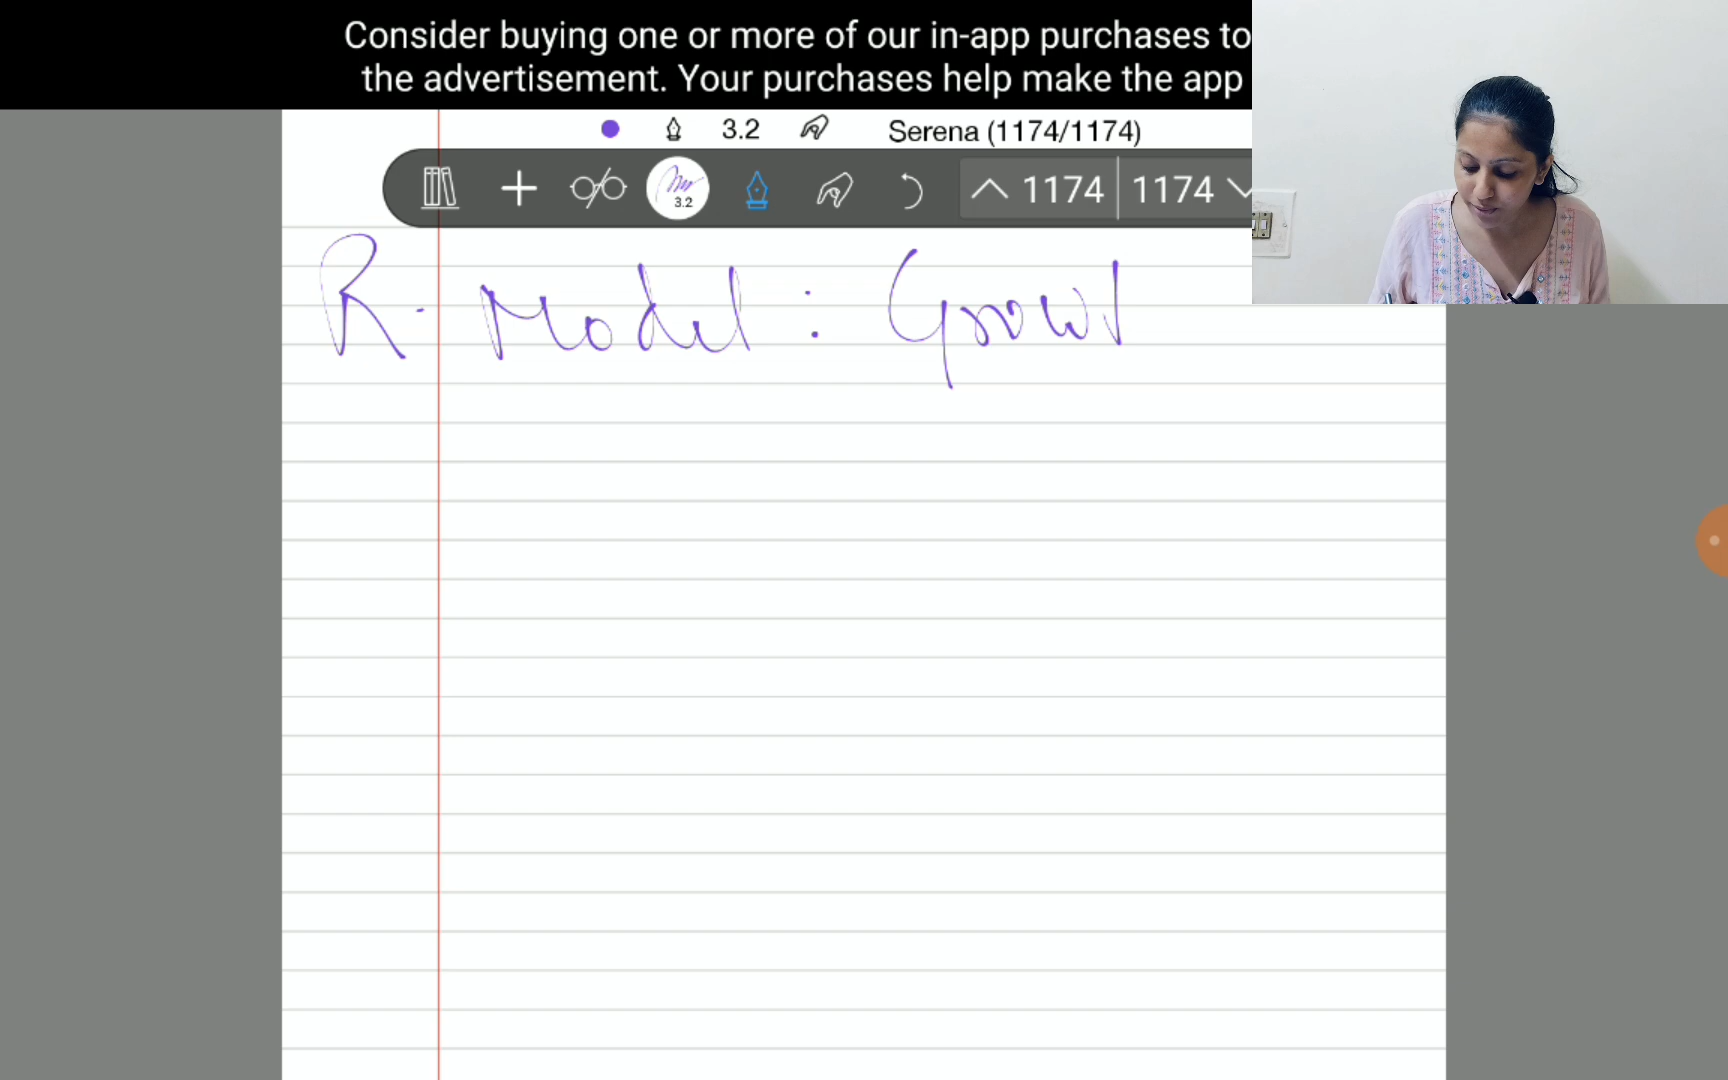 Consider buying one or more of our in-app purchases to
the advertisement. Your purchases help make the app
3.2 Serena (1174/1174)
3.2 1174 1174
R. Model : Growt